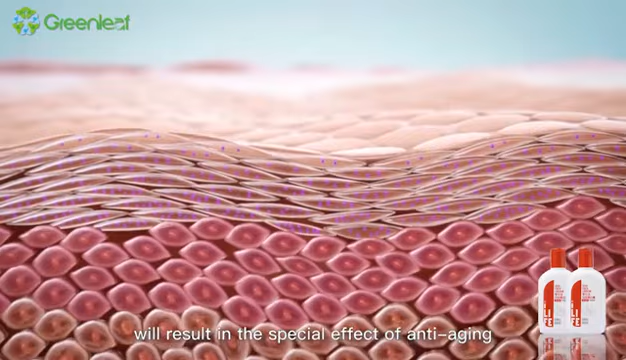 Greenleaf
will result in the special effect of anti-aging